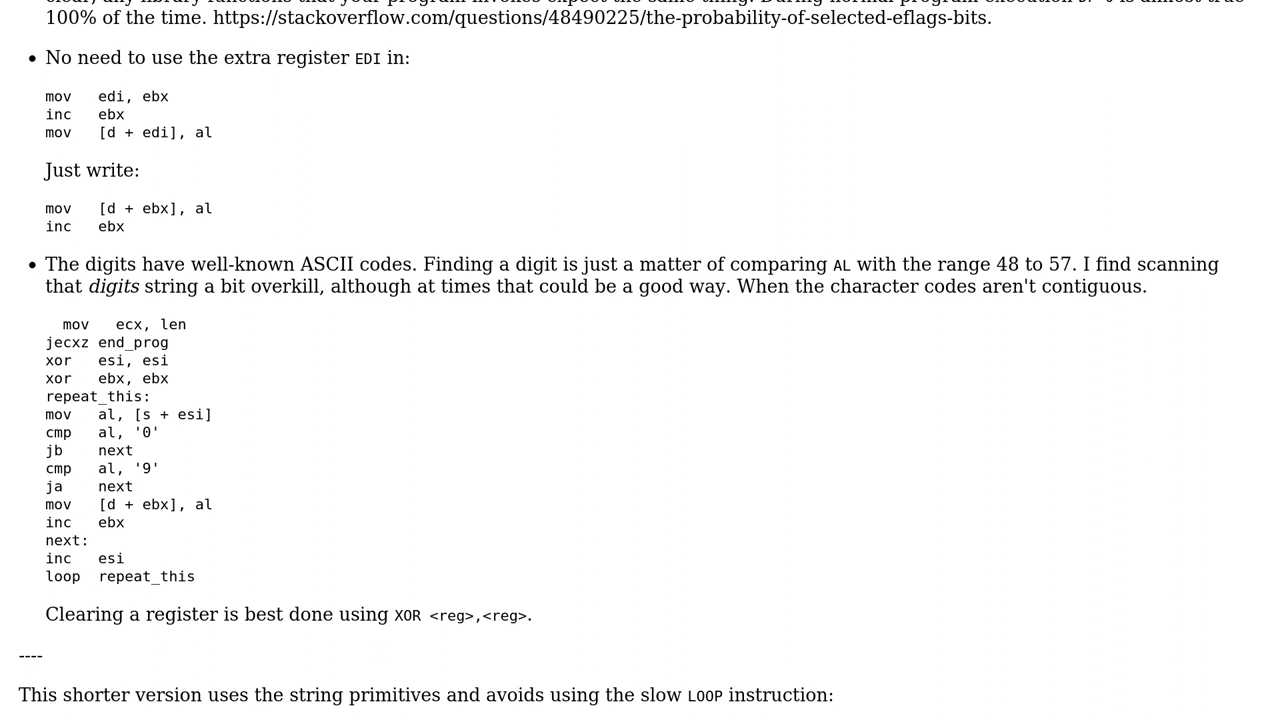 100% of the time. https://stackoverflow.com/questions/48490225/the-probability-of-selected-eflags-bits.
• No need to use the extra register EDI in:
mov   edi, ebx
inc   ebx
mov   [d + edi], al
Just write:
mov   [d + ebx], al
inc   ebx
• The digits have well-known ASCII codes. Finding a digit is just a matter of comparing AL with the range 48 to 57. I find scanning
that digits string a bit overkill, although at times that could be a good way. When the character codes aren't contiguous.
  mov   ecx, len
jecxz end_prog
xor   esi, esi
xor   ebx, ebx
repeat_this:
mov   al, [s + esi]
cmp   al, '0'
jb    next
cmp   al, '9'
ja    next
mov   [d + ebx], al
inc   ebx
next:
inc   esi
loop  repeat_this
Clearing a register is best done using XOR <reg>,<reg>.
----
This shorter version uses the string primitives and avoids using the slow LOOP instruction: